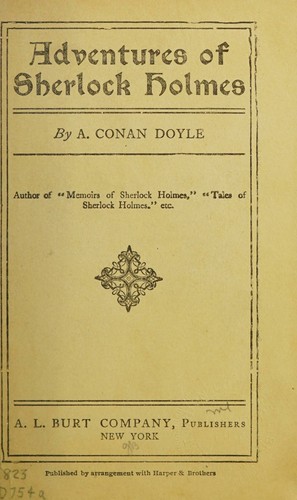 Adventures of
Sherlock Holmes
By A. CONAN DOYLE
Author of "Memoirs of Sherlock Holmes," "Tales of
Sherlock Holmes." etc.
A. L. BURT COMPANY, PUBLISHERS
NEW YORK
823
D754a
Published by arrangement with Harper & Brothers